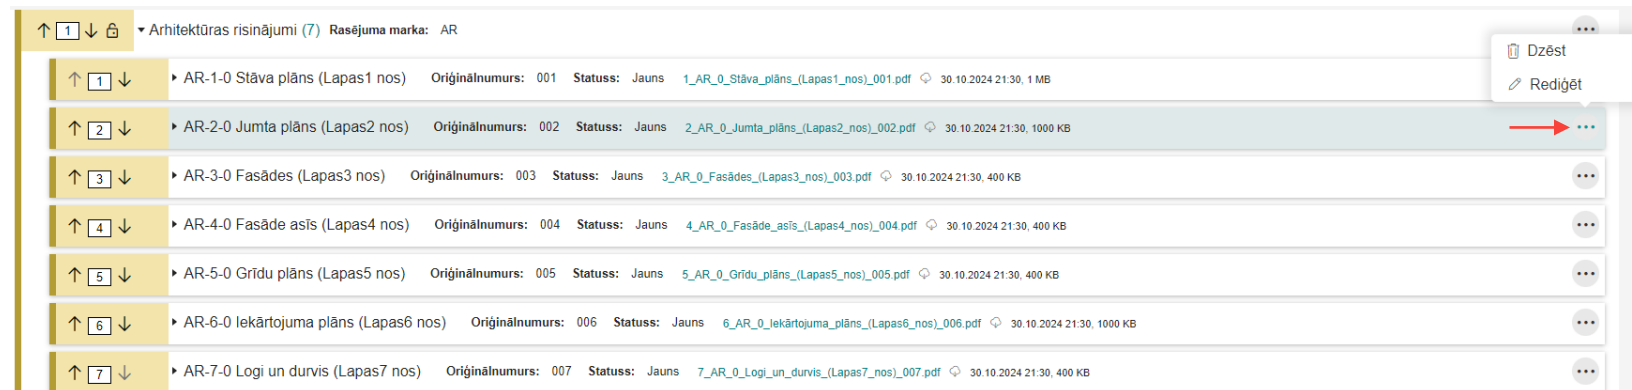 1 Arhitektūras risinājumi (7) Rasējuma marka: AR
Dzēst
1 AR-1-0 Stāva plāns (Lapas1 nos) Oriģinālnumurs: 001 Statuss: Jauns 1_AR_0_Stāva_plāns_(Lapas1_nos)_001.pdf 30.10.2024 21:30, 1 MB
Rediģēt
2 AR-2-0 Jumta plāns (Lapas2 nos) Oriģinālnumurs: 002 Statuss: Jauns 2_AR_0_Jumta_plāns_(Lapas2_nos)_002.pdf 30.10.2024 21:30, 1000 KB
3 AR-3-0 Fasādes (Lapas3 nos) Oriģinālnumurs: 003 Statuss: Jauns 3_AR_0_Fasādes_(Lapas3_nos)_003.pdf 30.10.2024 21:30, 400 KB
4 AR-4-0 Fasāde asīs (Lapas4 nos) Oriģinālnumurs: 004 Statuss: Jauns 4_AR_0_Fasāde_asīs_(Lapas4_nos)_004.pdf 30.10.2024 21:30, 400 KB
5 AR-5-0 Grīdu plāns (Lapas5 nos) Oriģinālnumurs: 005 Statuss: Jauns 5_AR_0_Grīdu_plāns_(Lapas5_nos)_005.pdf 30.10.2024 21:30, 400 KB
6 AR-6-0 Iekārtojuma plāns (Lapas6 nos) Oriģinālnumurs: 006 Statuss: Jauns 6_AR_0_Iekārtojuma_plāns_(Lapas6_nos)_006.pdf 30.10.2024 21:30, 1000 KB
7 AR-7-0 Logi un durvis (Lapas7 nos) Oriģinālnumurs: 007 Statuss: Jauns 7_AR_0_Logi_un_durvis_(Lapas7_nos)_007.pdf 30.10.2024 21:30, 400 KB